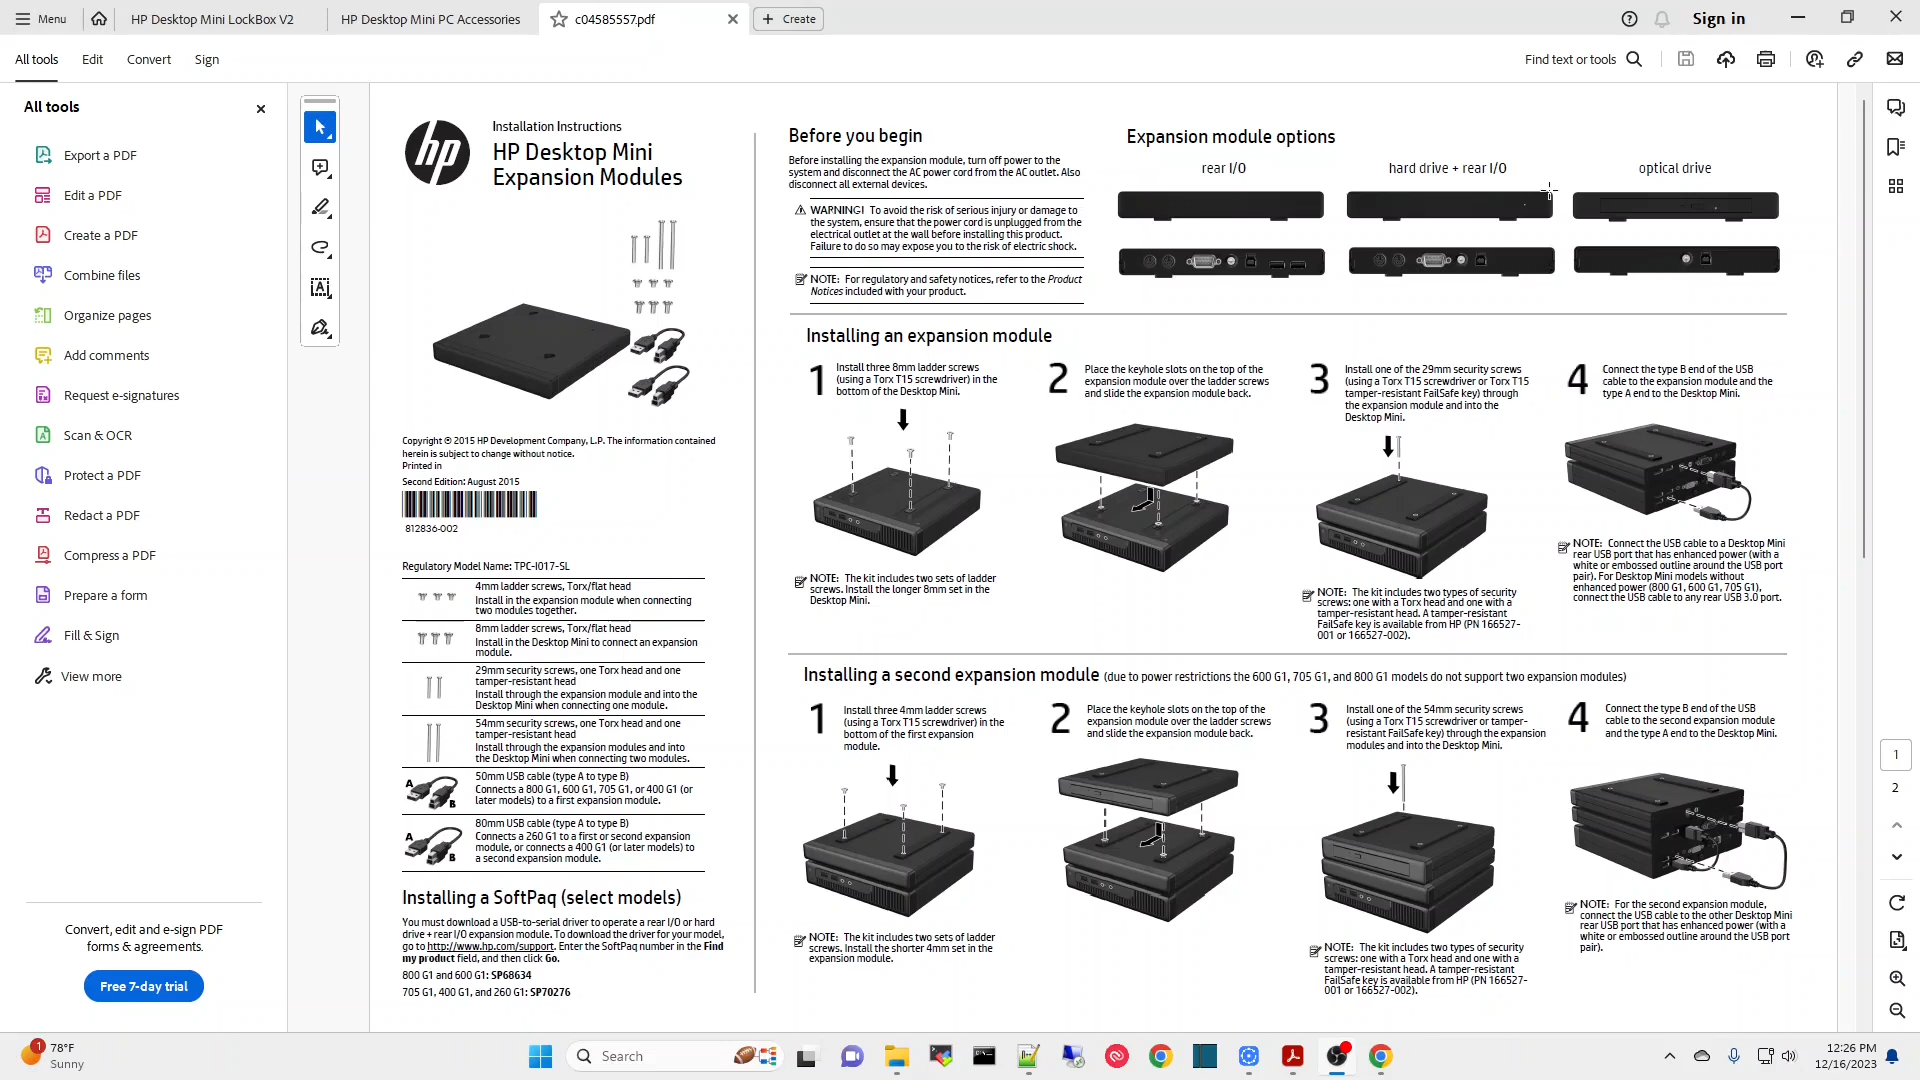 Menu
HP Desktop Mini LockBox V2
HP Desktop Mini PC Accessories
c04585557.pdf
Create
Sign in
All tools
Edit
Convert
Sign
Find text or tools
All tools
Export a PDF
Edit a PDF
Create a PDF
Combine files
Organize pages
Add comments
Request e-signatures
Scan & OCR
Protect a PDF
Redact a PDF
Compress a PDF
Prepare a form
Fill & Sign
View more
Convert, edit and e-sign PDF
forms & agreements.
Free 7-day trial
hp
Installation Instructions
HP Desktop Mini
Expansion Modules
Copyright © 2015 HP Development Company, L.P. The information contained
herein is subject to change without notice.
Printed in
Second Edition: August 2015
812836-002
Regulatory Model Name: TPC-I017-SL
4mm ladder screws, Torx/flat head
Install in the expansion module when connecting
two modules together.
8mm ladder screws, Torx/flat head
Install in the Desktop Mini to connect an expansion
module.
29mm security screws, one Torx head and one
tamper-resistant head
Install through the expansion module and into the
Desktop Mini when connecting one module.
54mm security screws, one Torx head and one
tamper-resistant head
Install through the expansion modules and into
the Desktop Mini when connecting two modules.
A
B
50mm USB cable (type A to type B)
Connects a 800 G1, 600 G1, 705 G1, or 400 G1 (or
later models) to a first expansion module.
A
B
80mm USB cable (type A to type B)
Connects a 260 G1 to a first or second expansion
module, or connects a 400 G1 (or later models) to
a second expansion module.
Installing a SoftPaq (select models)
You must download a USB-to-serial driver to operate a rear I/O or hard
drive + rear I/O expansion module. To download the driver for your model,
go to http://www.hp.com/support. Enter the SoftPaq number in the Find
my product field, and then click Go.
800 G1 and 600 G1: SP68634
705 G1, 400 G1, and 260 G1: SP70276
Before you begin
Before installing the expansion module, turn off power to the
system and disconnect the AC power cord from the AC outlet. Also
disconnect all external devices.
WARNING! To avoid the risk of serious injury or damage to
the system, ensure that the power cord is unplugged from the
electrical outlet at the wall before installing this product.
Failure to do so may expose you to the risk of electric shock.
NOTE: For regulatory and safety notices, refer to the Product
Notices included with your product.
Expansion module options
rear I/O
hard drive + rear I/O
optical drive
Installing an expansion module
1
Install three 8mm ladder screws
(using a Torx T15 screwdriver) in the
bottom of the Desktop Mini.
NOTE: The kit includes two sets of ladder
screws. Install the longer 8mm set in the
Desktop Mini.
2
Place the keyhole slots on the top of the
expansion module over the ladder screws
and slide the expansion module back.
3
Install one of the 29mm security screws
(using a Torx T15 screwdriver or Torx T15
tamper-resistant FailSafe key) through
the expansion module and into the
Desktop Mini.
NOTE: The kit includes two types of security
screws: one with a Torx head and one with a
tamper-resistant head. A tamper-resistant
FailSafe key is available from HP (PN 166527-
001 or 166527-002).
4
Connect the type B end of the USB
cable to the expansion module and the
type A end to the Desktop Mini.
NOTE: Connect the USB cable to a Desktop Mini
rear USB port that has enhanced power (with a
white or embossed outline around the USB port
pair). For Desktop Mini models without
enhanced power (800 G1, 600 G1, 705 G1),
connect the USB cable to any rear USB 3.0 port.
Installing a second expansion module (due to power restrictions the 600 G1, 705 G1, and 800 G1 models do not support two expansion modules)
1
Install three 4mm ladder screws
(using a Torx T15 screwdriver) in the
bottom of the first expansion
module.
NOTE: The kit includes two sets of ladder
screws. Install the shorter 4mm set in the
expansion module.
2
Place the keyhole slots on the top of the
expansion module over the ladder screws
and slide the expansion module back.
3
Install one of the 54mm security screws
(using a Torx T15 screwdriver or tamper-
resistant FailSafe key) through the expansion
modules and into the Desktop Mini.
NOTE: The kit includes two types of security
screws: one with a Torx head and one with a
tamper-resistant head. A tamper-resistant
FailSafe key is available from HP (PN 166527-
001 or 166527-002).
4
Connect the type B end of the USB
cable to the second expansion module
and the type A end to the Desktop Mini.
NOTE: For the second expansion module,
connect the USB cable to the other Desktop Mini
rear USB port that has enhanced power (with a
white or embossed outline around the USB port
pair).
1
2
1
78°F
Sunny
Search
12:26 PM
12/16/2023